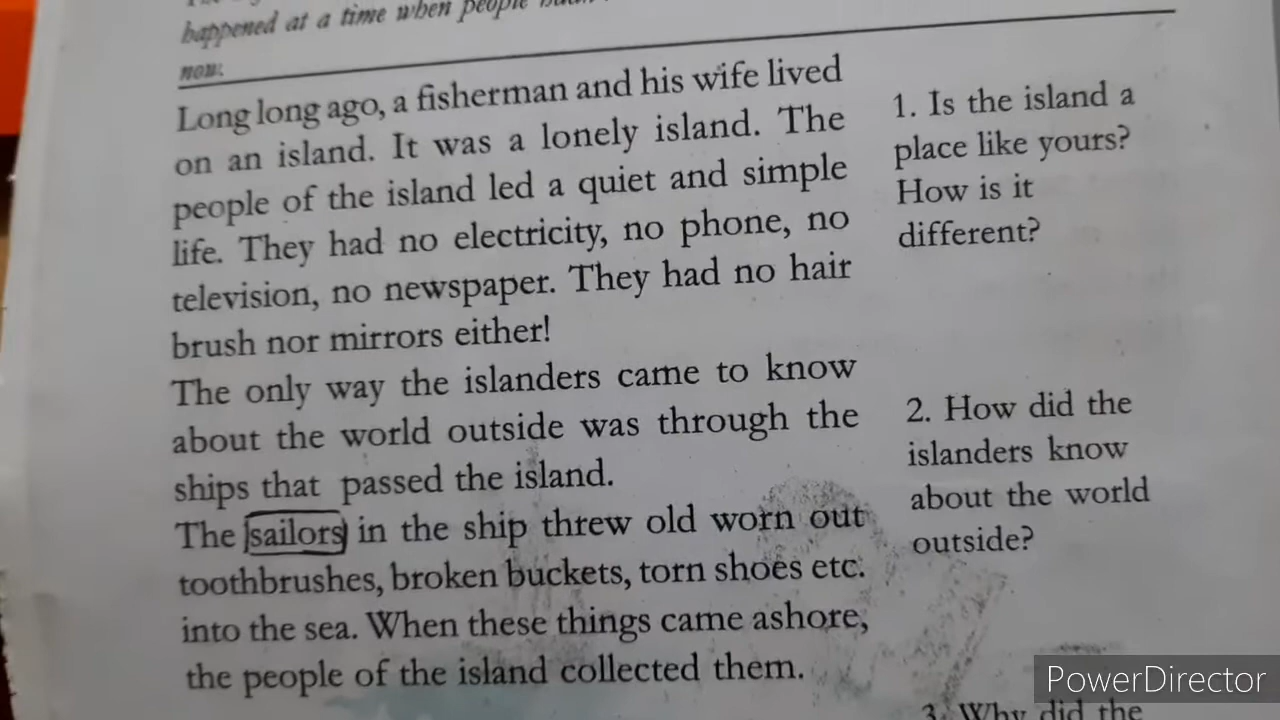 happened at a time when people
now.
Long long ago, a fisherman and his wife lived
on an island. It was a lonely island. The
people of the island led a quiet and simple
life. They had no electricity, no phone, no
television, no newspaper. They had no hair
brush nor mirrors either!
The only way the islanders came to know
about the world outside was through the
ships that passed the island.
The sailors in the ship threw old worn out
toothbrushes, broken buckets, torn shoes etc.
into the sea. When these things came ashore,
the people of the island collected them.
1. Is the island a
place like yours?
How is it
different?
2. How did the
islanders know
about the world
outside?
3. Why did the
PowerDirector